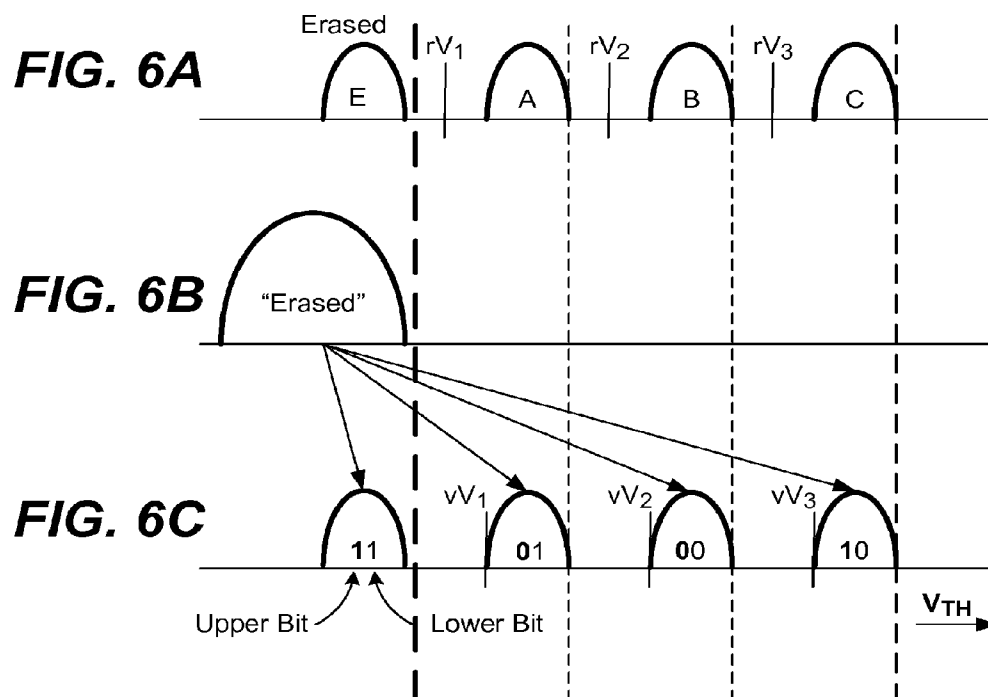 Erased
FIG. 6A
rV1 rV2 rV3
E A B C
FIG. 6B
"Erased"
FIG. 6C
vV1 vV2 vV3
11 01 00 10
Upper Bit Lower Bit
VTH